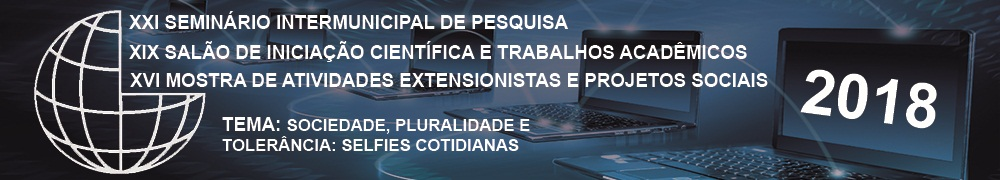 XXI SEMINÁRIO INTERMUNICIPAL DE PESQUISA
XIX SALÃO DE INICIAÇÃO CIENTÍFICA E TRABALHOS ACADÊMICOS
XVI MOSTRA DE ATIVIDADES EXTENSIONISTAS E PROJETOS SOCIAIS
2018
TEMA: SOCIEDADE, PLURALIDADE E
TOLERÂNCIA: SELFIES COTIDIANAS